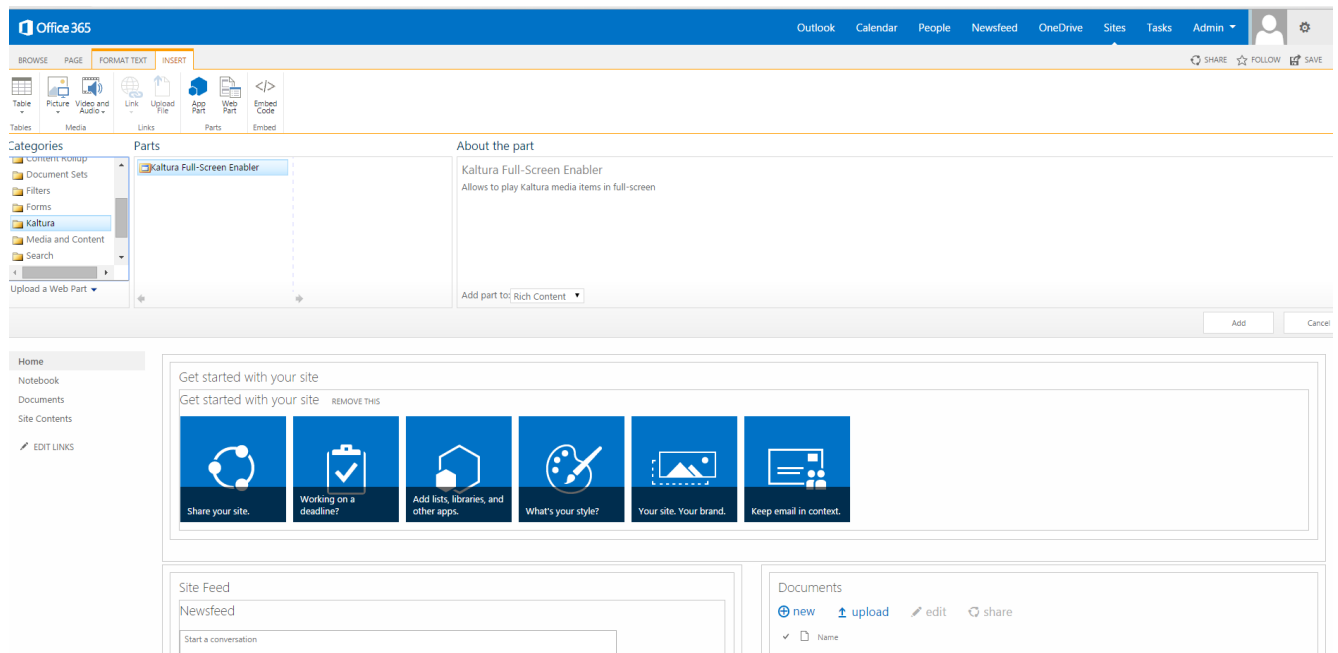 Office 365
Outlook Calendar People Newsfeed OneDrive Sites Tasks Admin
BROWSE PAGE FORMAT TEXT INSERT
SHARE FOLLOW SAVE
Table Picture Video and Audio Link Upload File App Part Web Part Embed Code
Tables Media Links Parts Embed
Categories Parts About the part
Content Rollup
Document Sets
Filters
Forms
Kaltura
Media and Content
Search
Upload a Web Part
Kaltura Full-Screen Enabler
Kaltura Full-Screen Enabler
Allows to play Kaltura media items in full-screen
Add part to: Rich Content
Add Cancel
Home
Notebook
Documents
Site Contents
EDIT LINKS
Get started with your site
Get started with your site REMOVE THIS
Share your site.
Working on a
deadline?
Add lists, libraries, and
other apps.
What's your style?
Your site. Your brand.
Keep email in context.
Site Feed
Newsfeed
Start a conversation
Documents
new upload edit share
Name